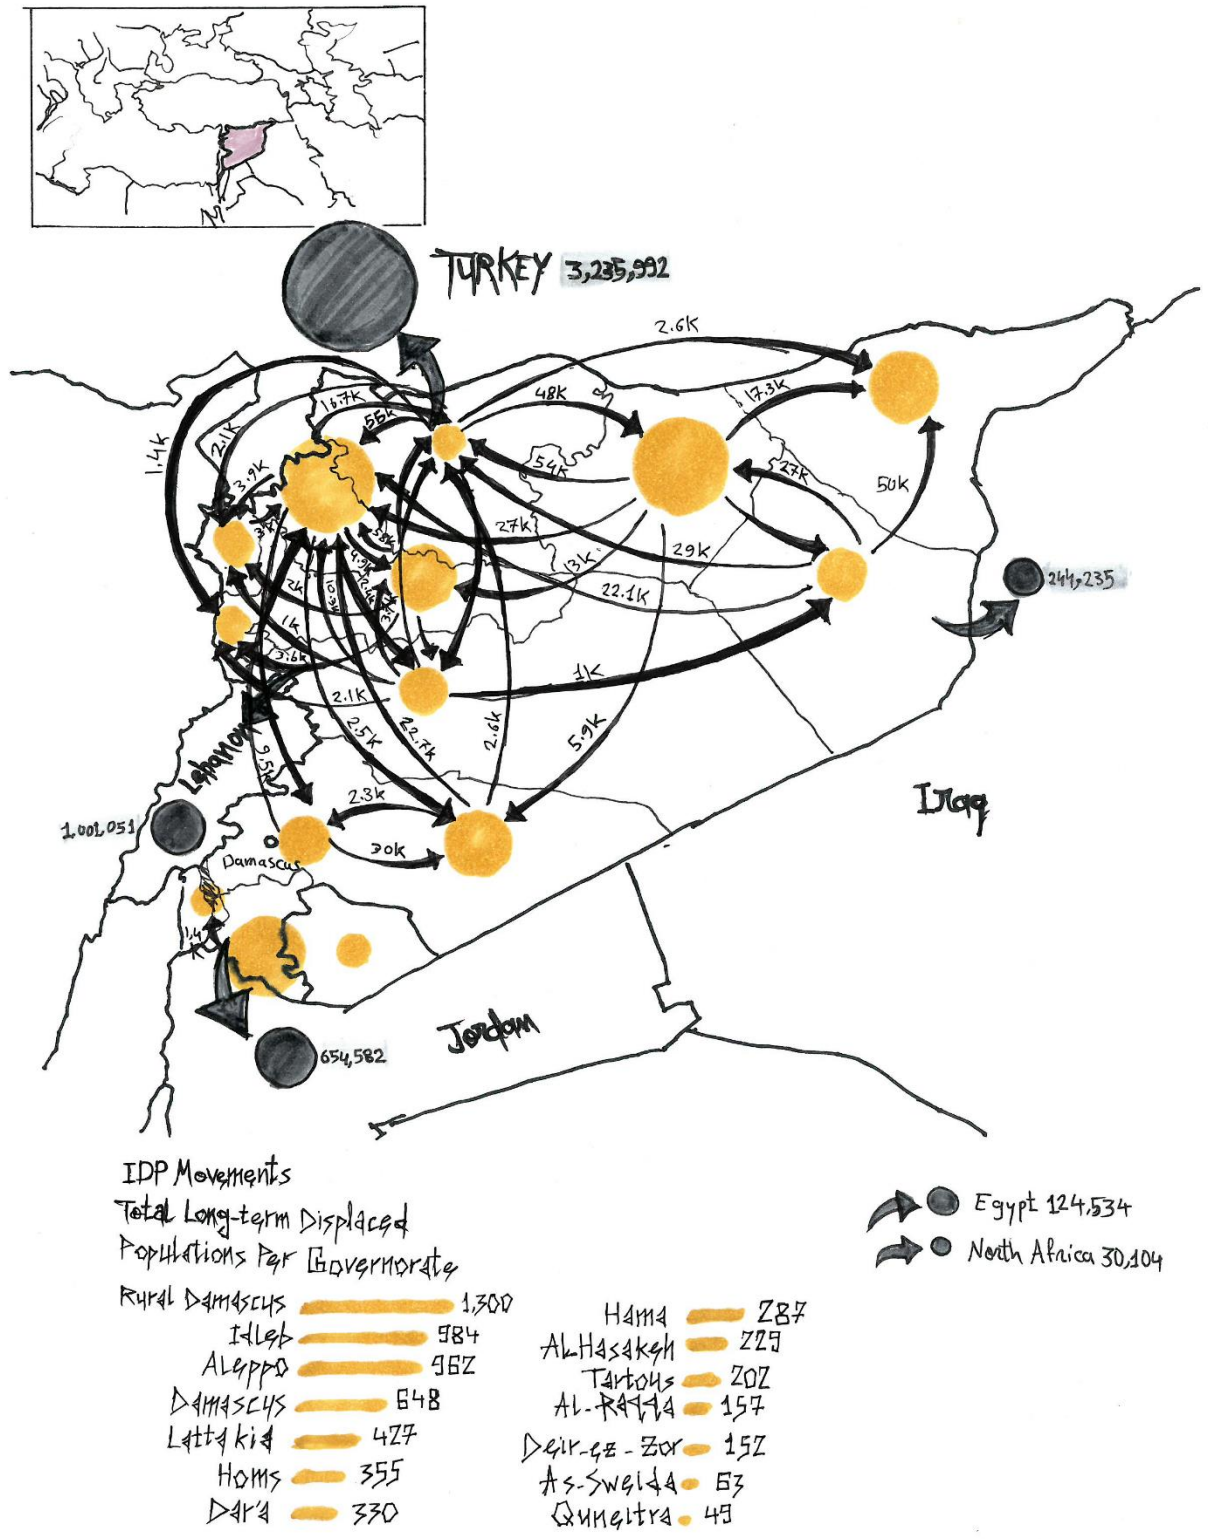 TURKEY 3,235,992
2.6K
16.7K
55K
48K
17.3K
1.4K
2.1K
3.9K
54K
27K
50K
27K
29K
13K
22.1K
244,235
2K
1K
3.6K
1K
2.1K
2.5K
22.7K
2.6K
5.9K
9.5K
Lebanon
1,001,051
2.3K
30K
Damascus
Iraq
1.4K
654,582
Jordan
IDP Movements
Total Long-term Displaced
Populations Per Governorate
Rural Damascus 1,300
Idleb 984
Aleppo 962
Damascus 648
Lattakia 427
Homs 355
Dar'a 330
Hama 287
Al-Hasakeh 229
Tartous 202
Al-Raqqa 157
Deir-ez-Zor 152
As-Sweida 63
Quneitra 49
Egypt 124,534
North Africa 30,104